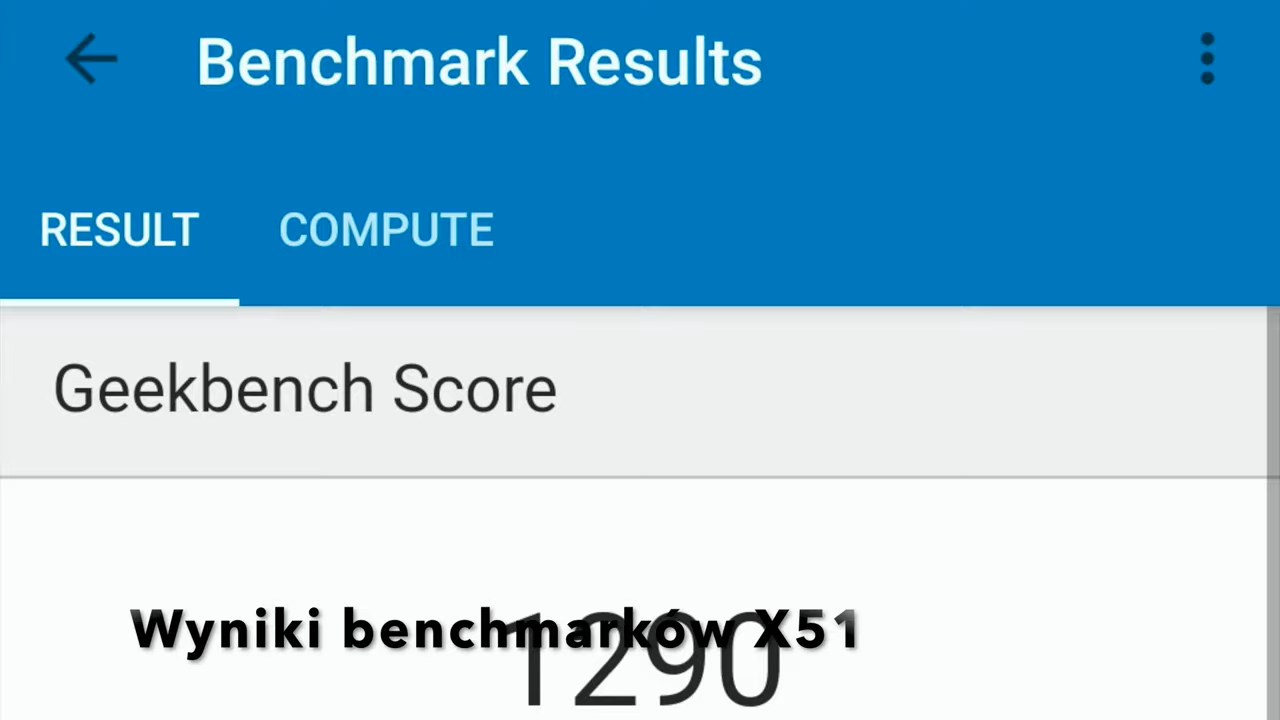 Benchmark Results
RESULT COMPUTE
Geekbench Score
Wyniki benchmarków X51
1290